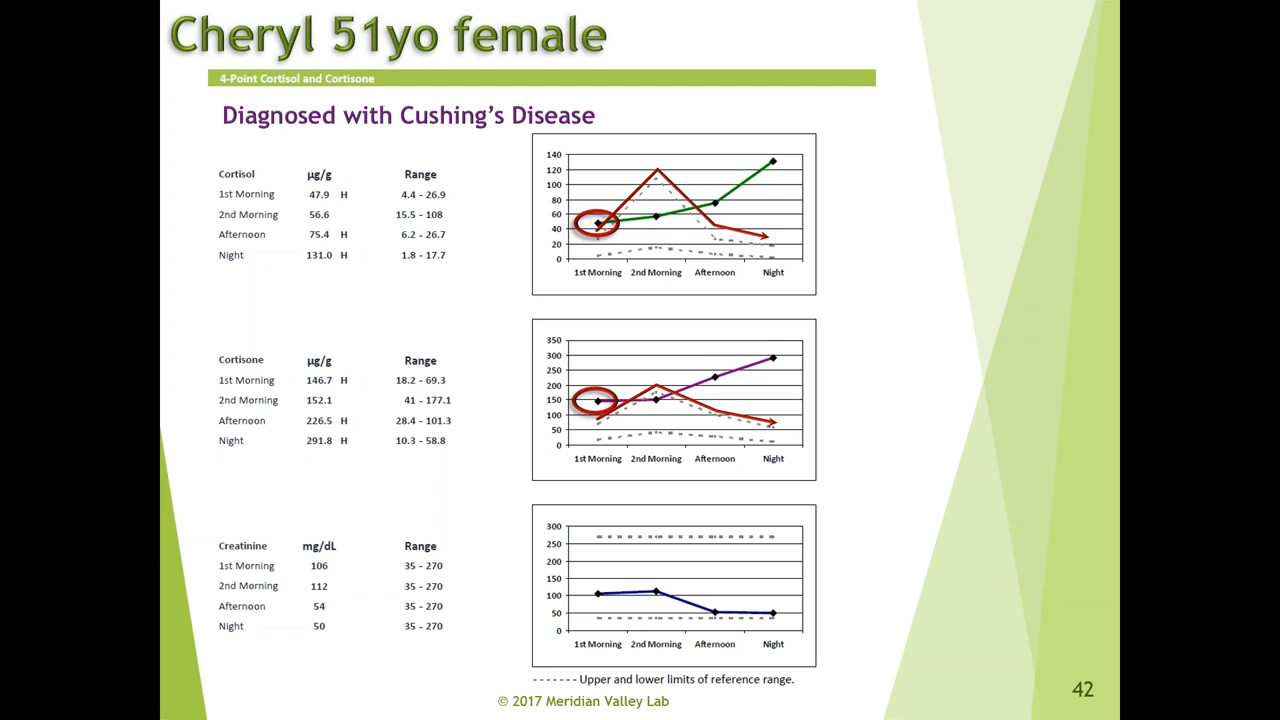 Cheryl 51yo female
4-Point Cortisol and Cortisone
Diagnosed with Cushing's Disease
Cortisol µg/g Range
1st Morning 47.9 H 4.4 - 26.9
2nd Morning 56.6 15.5 - 108
Afternoon 75.4 H 6.2 - 26.7
Night 131.0 H 1.8 - 17.7
140
120
100
80
60
40
20
0
1st Morning 2nd Morning Afternoon Night
Cortisone µg/g Range
1st Morning 146.7 H 18.2 - 69.3
2nd Morning 152.1 41 - 177.1
Afternoon 226.5 H 28.4 - 101.3
Night 291.8 H 10.3 - 58.8
350
300
250
200
150
100
50
0
1st Morning 2nd Morning Afternoon Night
Creatinine mg/dL Range
1st Morning 106 35 - 270
2nd Morning 112 35 - 270
Afternoon 54 35 - 270
Night 50 35 - 270
300
250
200
150
100
50
0
1st Morning 2nd Morning Afternoon Night
------- Upper and lower limits of reference range.
© 2017 Meridian Valley Lab
42